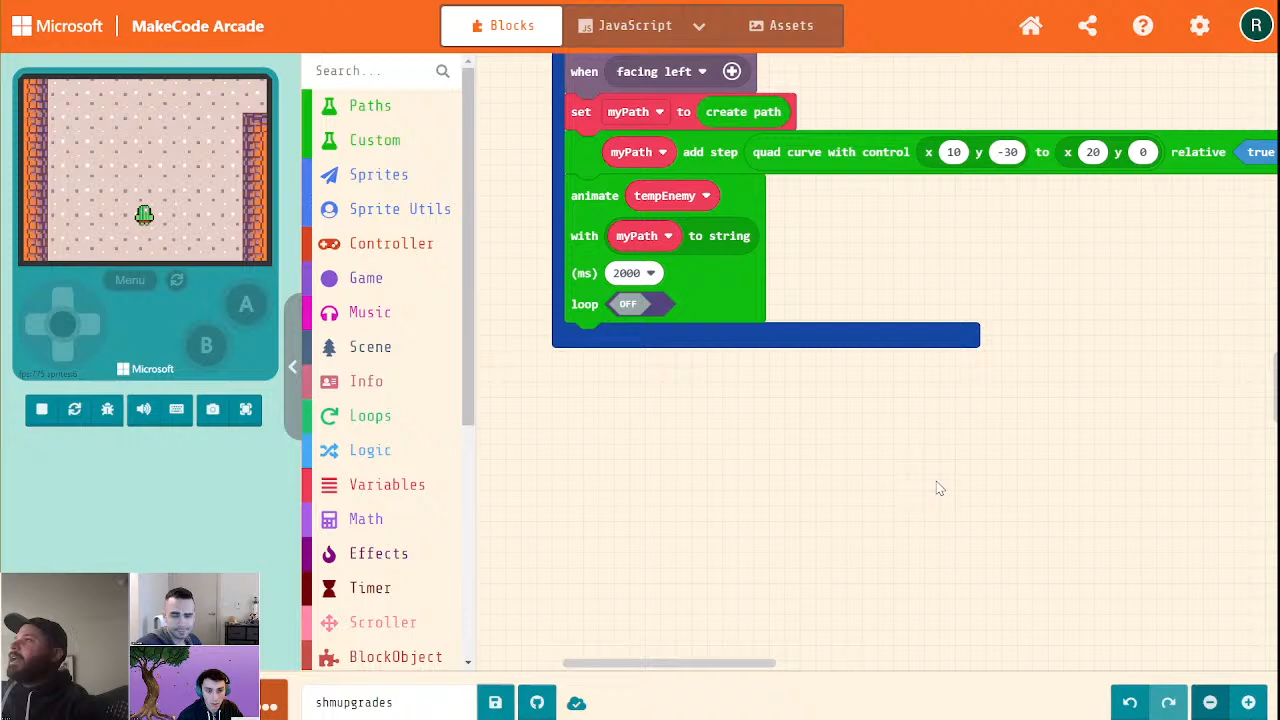 Microsoft | MakeCode Arcade
Blocks
JavaScript
Assets
R
Menu
A
B
Microsoft
Search...
Paths
Custom
Sprites
Sprite Utils
Controller
Game
Music
Scene
Info
Loops
Logic
Variables
Math
Effects
Timer
Scroller
BlockObject
when facing left
set myPath to create path
myPath add step quad curve with control x 10 y -30 to x 20 y 0 relative true
animate tempEnemy
with myPath to string
(ms) 2000
loop OFF
shmupgrades